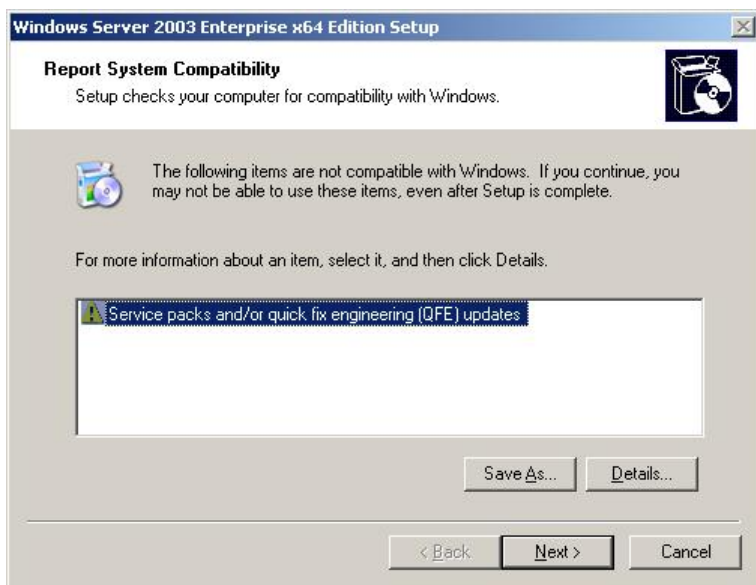 Windows Server 2003 Enterprise x64 Edition Setup
Report System Compatibility
Setup checks your computer for compatibility with Windows.
The following items are not compatible with Windows.  If you continue, you
may not be able to use these items, even after Setup is complete.
For more information about an item, select it, and then click Details.
Service packs and/or quick fix engineering (QFE) updates
Save As...
Details...
< Back
Next >
Cancel